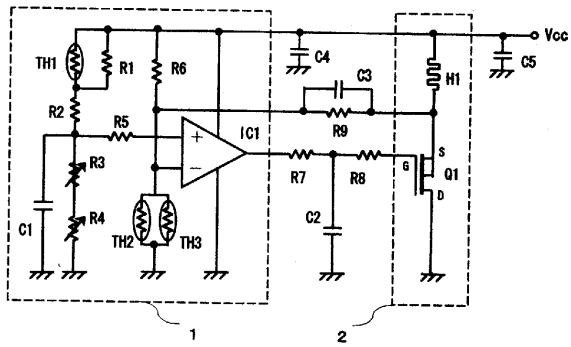 Vcc
TH1
R1
R6
C4
C3
H1
C5
R2
R5
IC1
R9
+
−
R3
R7
R8
G
S
Q1
D
R4
C1
TH2
TH3
C2
1
2